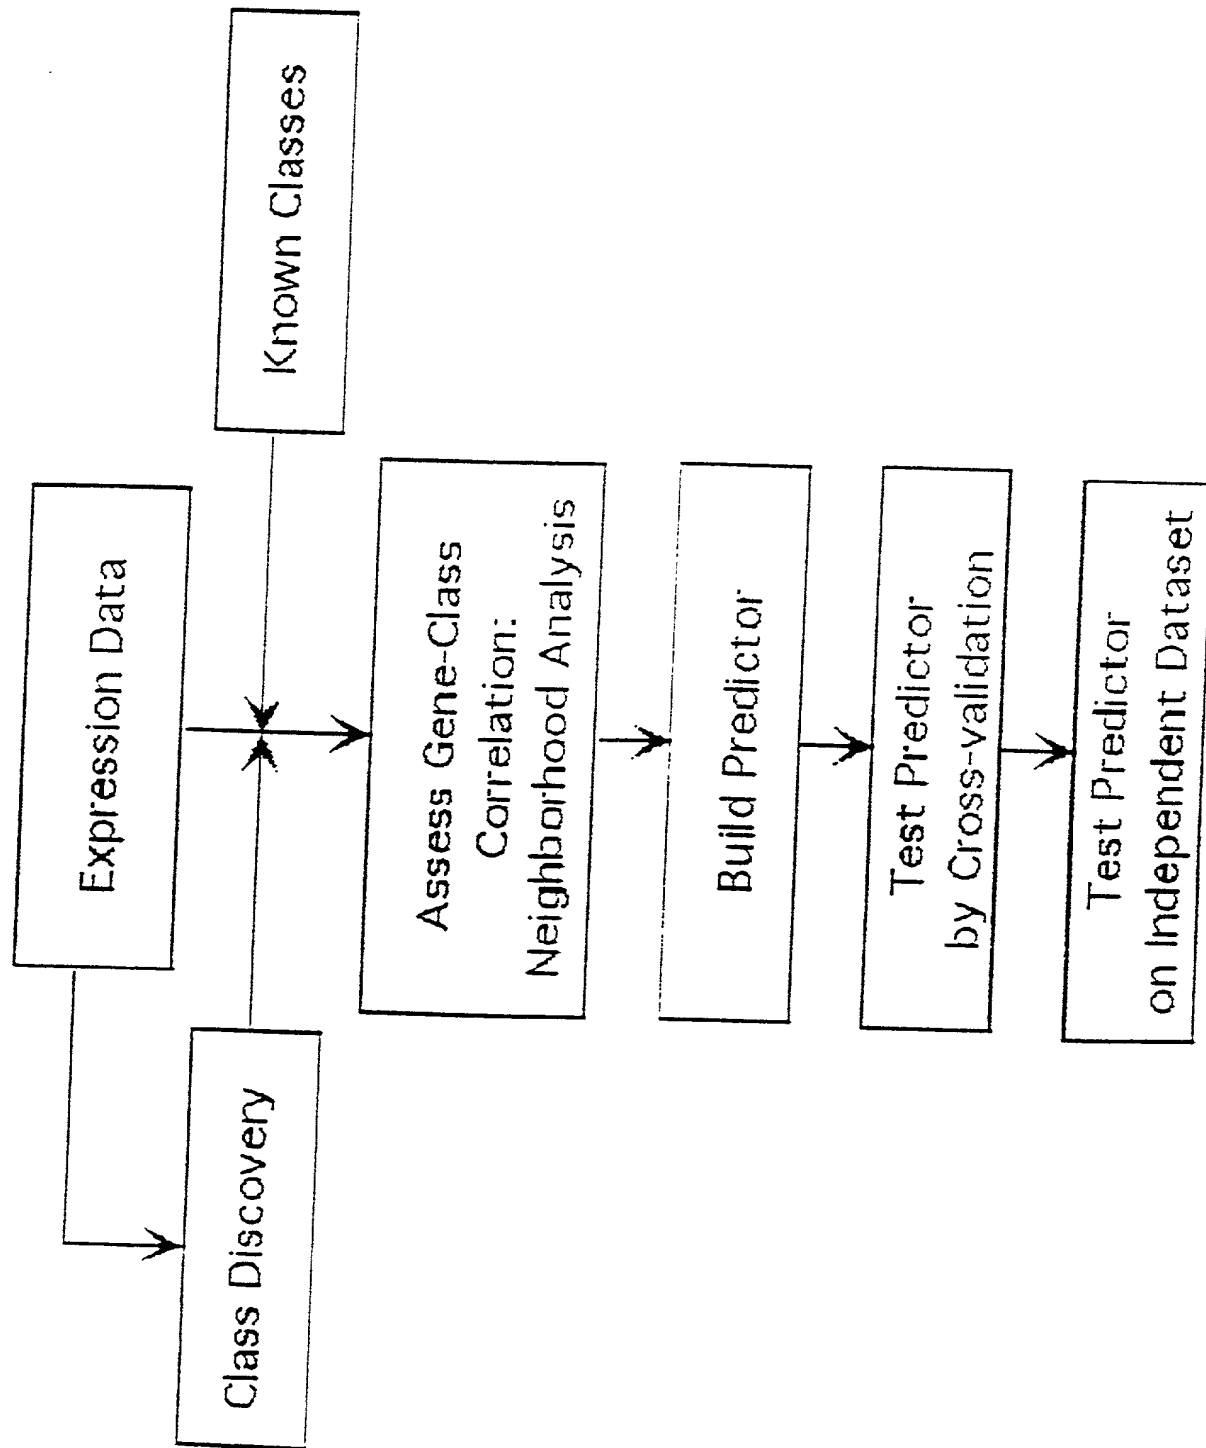 Expression Data
Class Discovery
Known Classes
Assess Gene-Class
Correlation:
Neighborhood Analysis
Build Predictor
Test Predictor
by Cross-validation
Test Predictor
on Independent Dataset